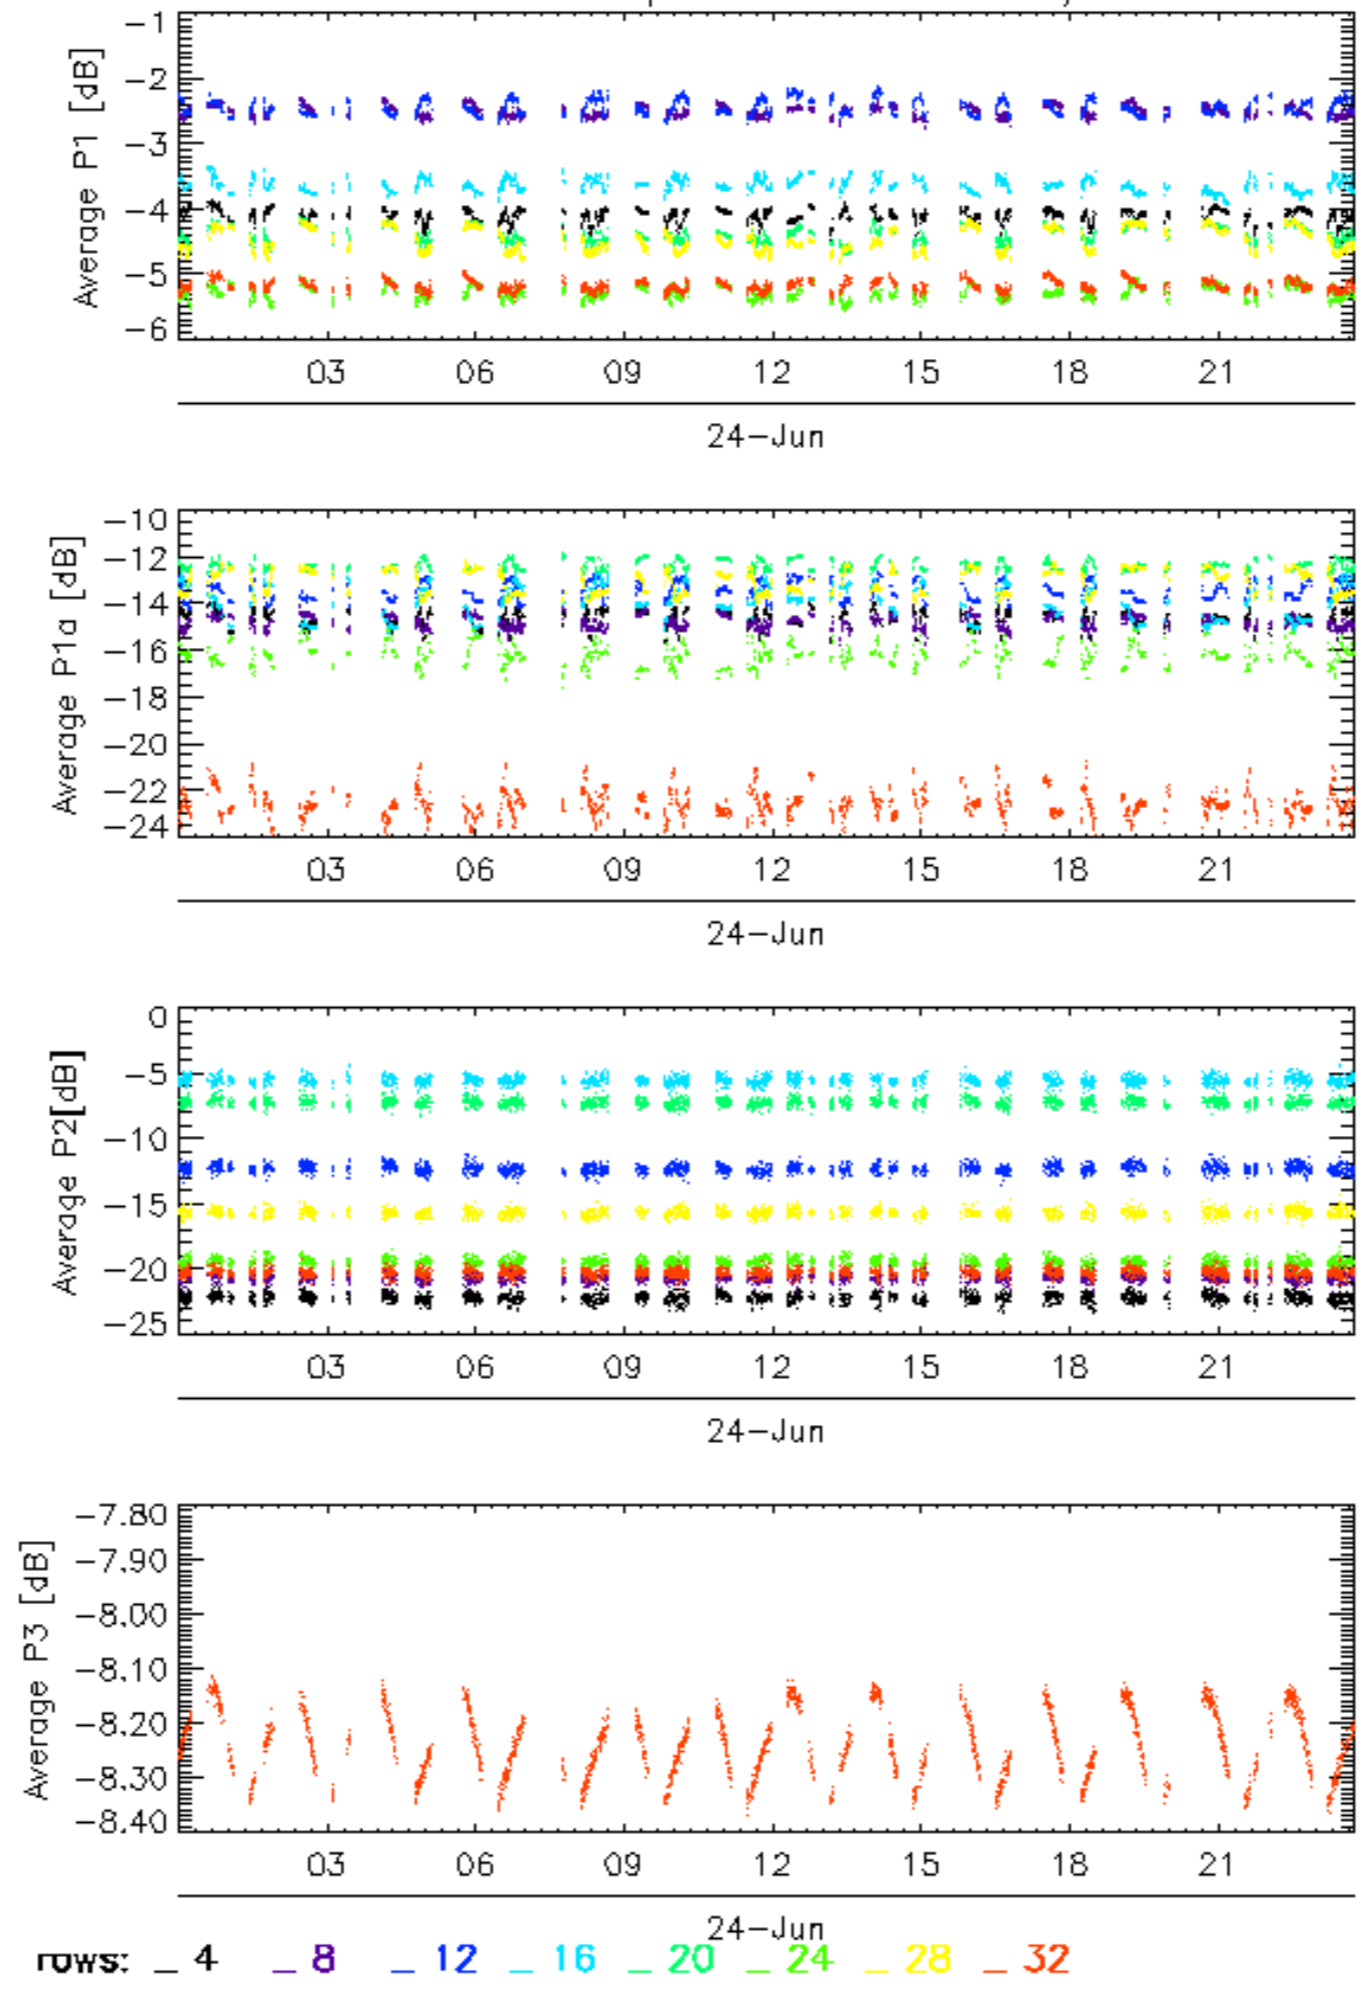 Average P1 [dB]
-1
-2
-3
-4
-5
-6
03 06 09 12 15 18 21
24-Jun
Average P1a [dB]
-10
-12
-14
-16
-18
-20
-22
-24
03 06 09 12 15 18 21
24-Jun
Average P2[dB]
0
-5
-10
-15
-20
-25
03 06 09 12 15 18 21
24-Jun
Average P3 [dB]
-7.80
-7.90
-8.00
-8.10
-8.20
-8.30
-8.40
03 06 09 12 15 18 21
24-Jun
rows: _ 4 _ 8 _ 12 _ 16 _ 20 _ 24 _ 28 _ 32